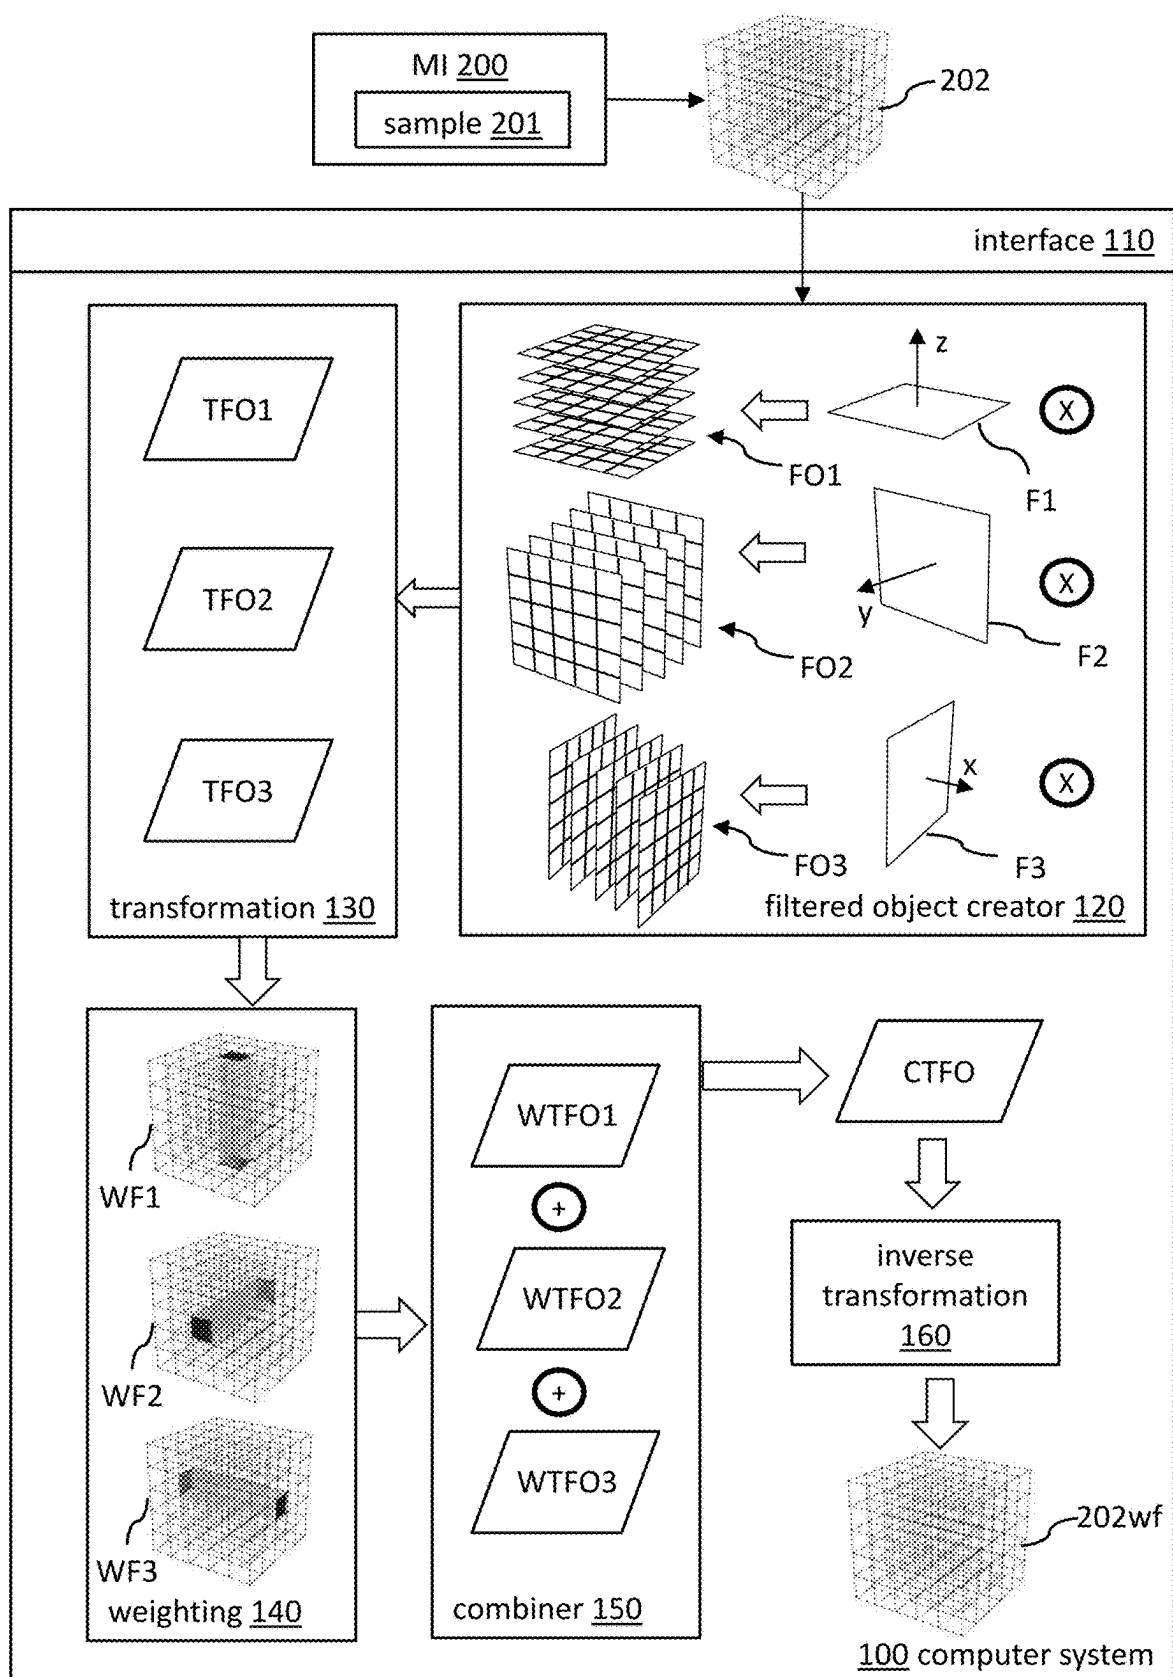 MI 200
sample 201
202
interface 110
TFO1
TFO2
TFO3
transformation 130
z
X
FO1
F1
y
X
FO2
F2
x
X
FO3
F3
filtered object creator 120
WF1
WF2
WF3
weighting 140
WTFO1
+
WTFO2
+
WTFO3
combiner 150
CTFO
inverse
transformation
160
202wf
100 computer system